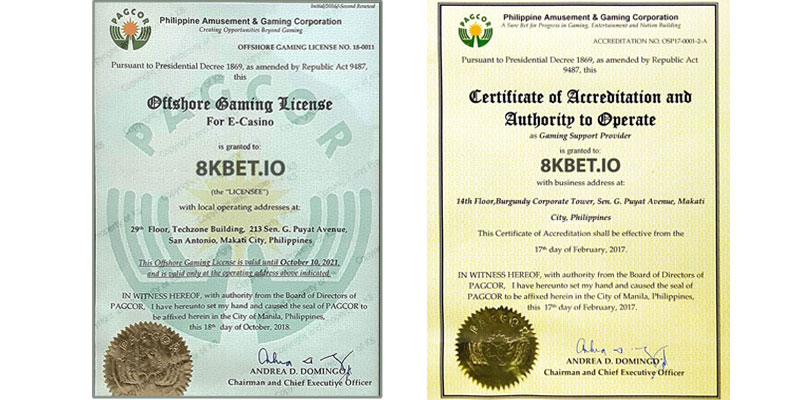 Initial/2016/-Second Renewal
PAGCOR
Philippine Amusement & Gaming Corporation
Creating Opportunities Beyond Gaming
OFFSHORE GAMING LICENSE NO. 18-0011
Pursuant to Presidential Decree 1869, as amended by Republic Act 9487,
this
Offshore Gaming License
For E-Casino
is granted to:
8KBET.IO
(the "LICENSEE")
with local operating addresses at:
29th Floor, Techzone Building, 213 Sen. G. Puyat Avenue,
San Antonio, Makati City, Philippines
This Offshore Gaming License is valid until October 10, 2021,
and is valid only at the operating address above indicated.
IN WITNESS HEREOF, with authority from the Board of Directors of
PAGCOR, I have hereunto set my hand and caused the seal of PAGCOR to
be affixed herein in the City of Manila, Philippines,
this 18th day of October, 2018.
PAGCOR
ANDREA D. DOMINGO
Chairman and Chief Executive Officer
PAGCOR
Philippine Amusement & Gaming Corporation
A Sure Bet for Progress in Gaming, Entertainment and Nation Building
ACCREDITATION NO: OSP17-0001-2-A
Pursuant to Presidential Decree 1869, as amended by Republic Act
9487, this
Certificate of Accreditation and
Authority to Operate
as Gaming Support Provider
is granted to:
8KBET.IO
with business address at:
14th Floor,Burgundy Corporate Tower, Sen. G. Puyat Avenue, Makati
City, Philippines
This Certificate of Accreditation shall be effective from the
17th day of February, 2017.
IN WITNESS HEREOF, with authority from the Board of Directors of
PAGCOR, I have hereunto set my hand and caused the seal of
PAGCOR to be affixed herein in the City of Manila, Philippines,
this 17th day of February, 2017.
PAGCOR
ANDREA D. DOMINGO
Chairman and Chief Executive Officer